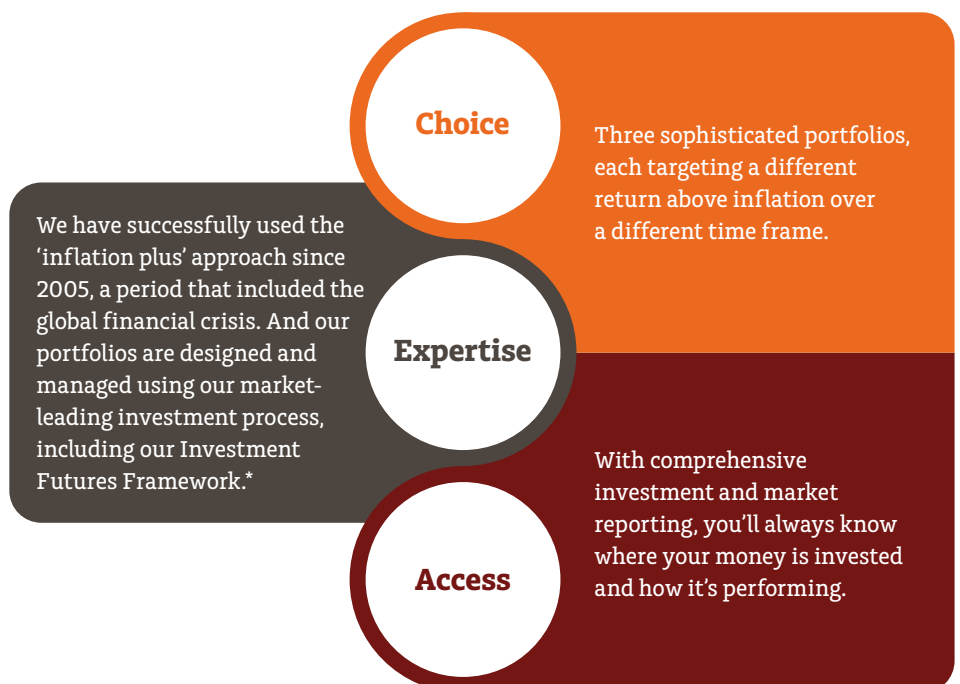 Choice
Three sophisticated portfolios,
each targeting a different
return above inflation over
a different time frame.
We have successfully used the
‘inflation plus’ approach since
2005, a period that included the
global financial crisis. And our
portfolios are designed and
managed using our market-
leading investment process,
including our Investment
Futures Framework.*
Expertise
With comprehensive
investment and market
reporting, you’ll always know
where your money is invested
and how it’s performing.
Access